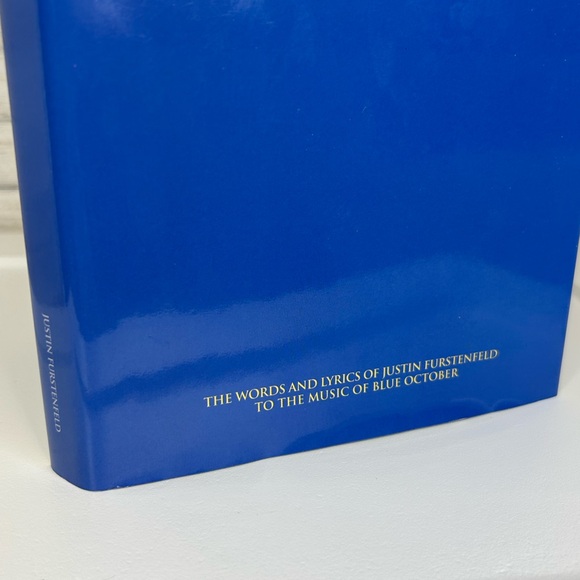 THE WORDS AND LYRICS OF JUSTIN FURSTENFELD
TO THE MUSIC OF BLUE OCTOBER
JUSTIN FURSTENFELD